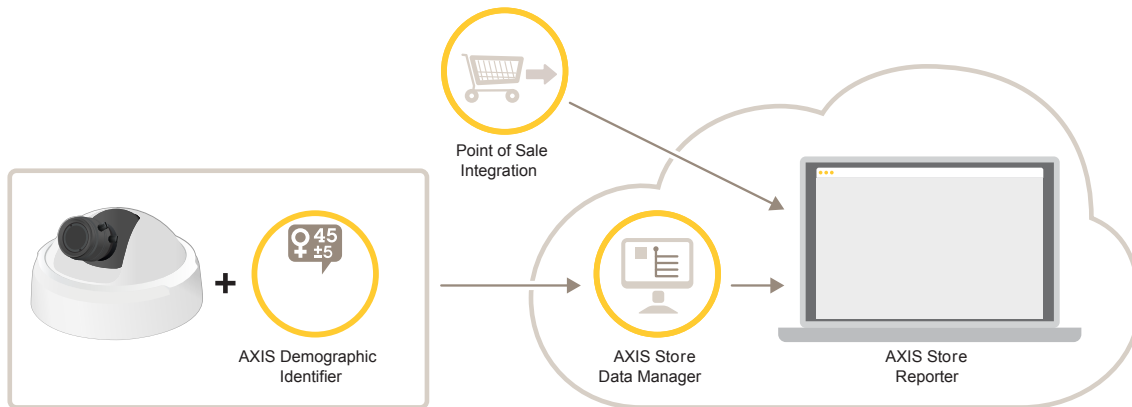 Point of Sale
Integration
45
±5
+
AXIS Demographic
Identifier
AXIS Store
Data Manager
AXIS Store
Reporter